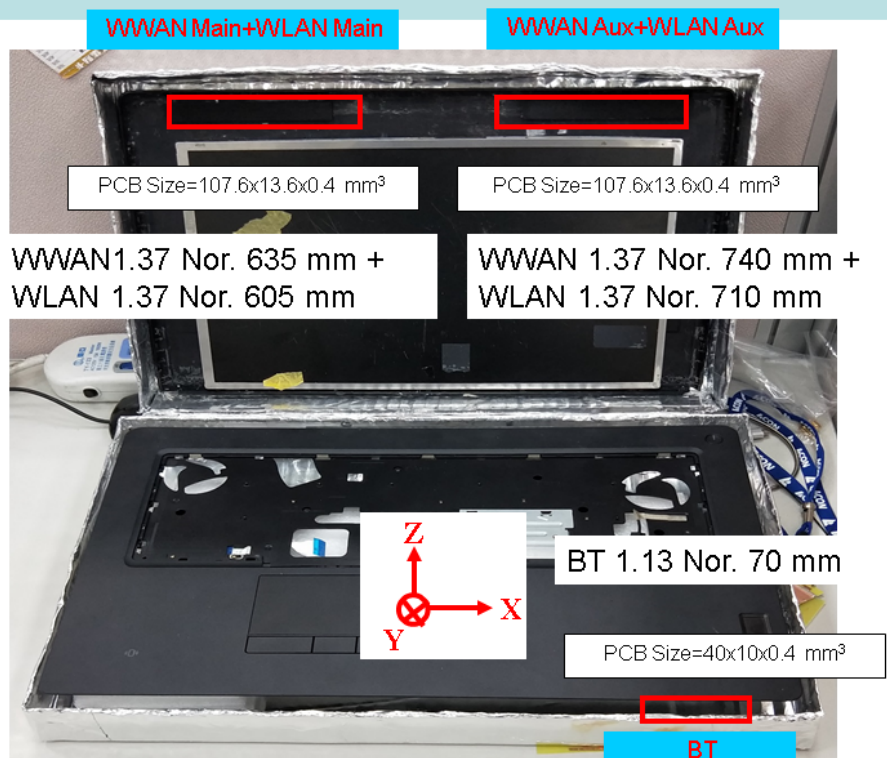 WWAN Main+WLAN Main
WWAN Aux+WLAN Aux
PCB Size=107.6x13.6x0.4 mm³
PCB Size=107.6x13.6x0.4 mm³
WWAN1.37 Nor. 635 mm +
WLAN 1.37 Nor. 605 mm
WWAN 1.37 Nor. 740 mm +
WLAN 1.37 Nor. 710 mm
ACON
Z
X
Y
BT 1.13 Nor. 70 mm
PCB Size=40x10x0.4 mm³
BT